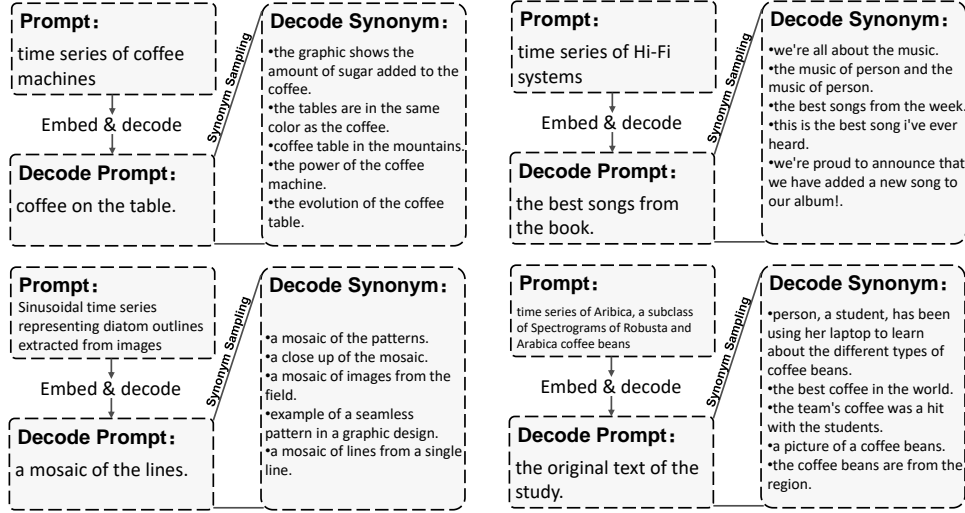 Prompt：
time series of coffee
machines
Embed & decode
Decode Prompt：
coffee on the table.
Synonym Sampling
Decode Synonym：
•the graphic shows the
amount of sugar added to the
coffee.
•the tables are in the same
color as the coffee.
•coffee table in the mountains.
•the power of the coffee
machine.
•the evolution of the coffee
table.
Prompt：
time series of Hi-Fi
systems
Embed & decode
Decode Prompt：
the best songs from
the book.
Synonym Sampling
Decode Synonym：
•we're all about the music.
•the music of person and the
music of person.
•the best songs from the week.
•this is the best song i've ever
heard.
•we're proud to announce that
we have added a new song to
our album!.
Prompt：
Sinusoidal time series
representing diatom outlines
extracted from images
Embed & decode
Decode Prompt：
a mosaic of the lines.
Synonym Sampling
Decode Synonym：
•a mosaic of the patterns.
•a close up of the mosaic.
•a mosaic of images from the
field.
•example of a seamless
pattern in a graphic design.
•a mosaic of lines from a single
line.
Prompt：
time series of Aribica, a subclass
of Spectrograms of Robusta and
Arabica coffee beans
Embed & decode
Decode Prompt：
the original text of the
study.
Synonym Sampling
Decode Synonym：
•person, a student, has been
using her laptop to learn
about the different types of
coffee beans.
•the best coffee in the world.
•the team's coffee was a hit
with the students.
•a picture of a coffee beans.
•the coffee beans are from the
region.